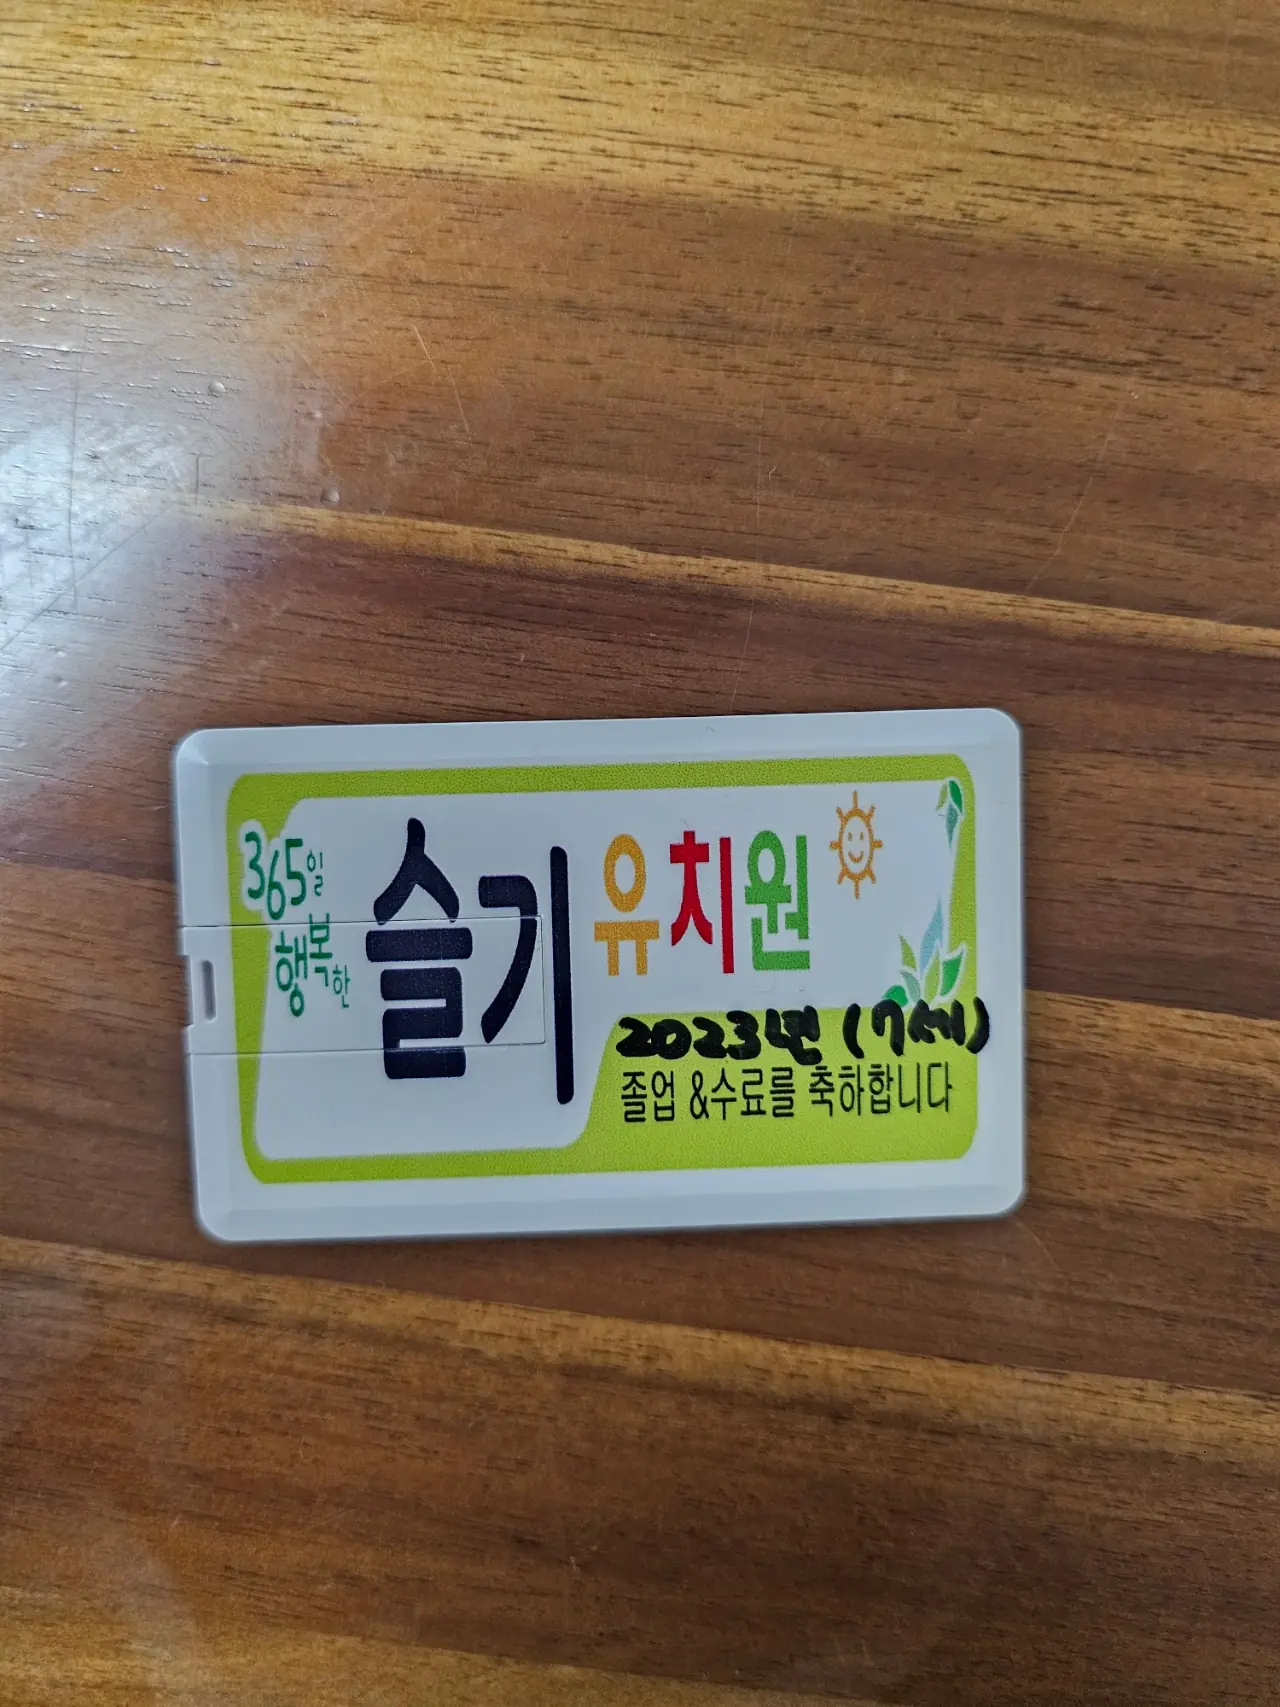 365일
행복한
슬기 유치원
2023년 (7세)
졸업 &수료를 축하합니다